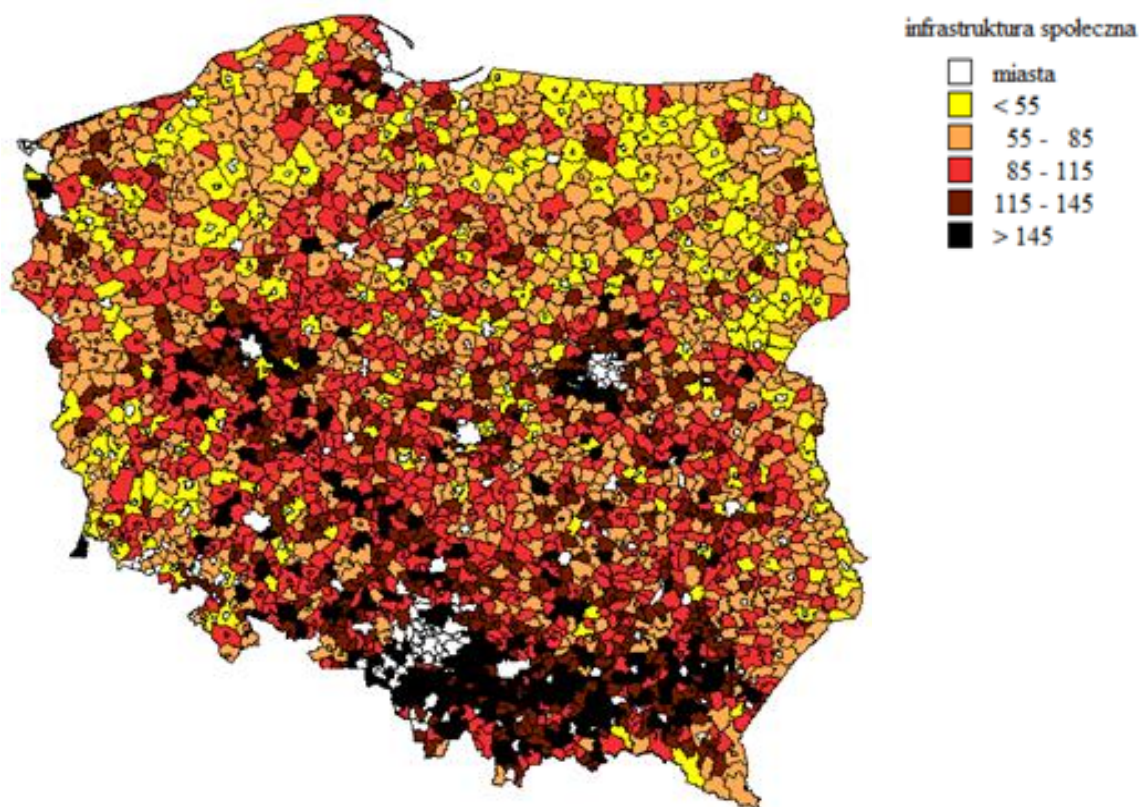 infrastruktura społeczna
miasta
< 55
55 - 85
85 - 115
115 - 145
> 145